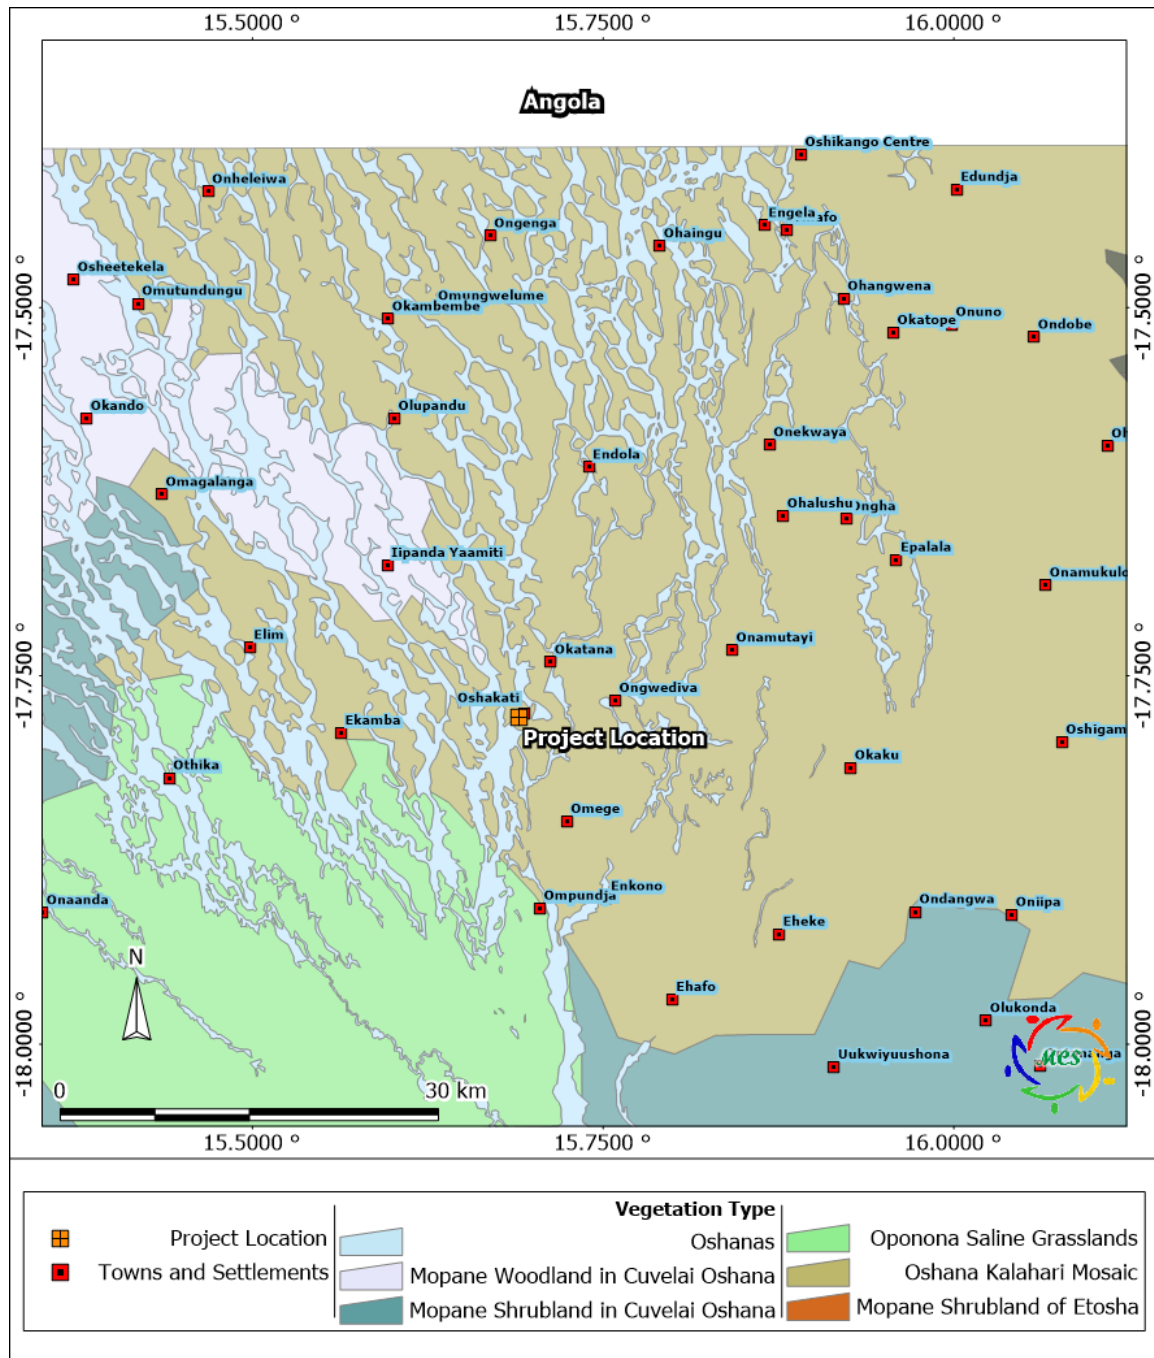 15.5000 °
15.7500 °
16.0000 °
Angola
Oshikango Centre
Onheleiwa
Edundja
Engela
afo
Ongenga
Ohaingu
Osheetekela
Omutundungu
Omungwelume
Okambembe
Ohangwena
-17.5000 °
-17.5000 °
Okatope
Onuno
Ondobe
Okando
Olupandu
Onekwaya
Oh
Endola
Omagalanga
Ohalushu
ongha
Iipanda Yaamiti
Epalala
Onamukulo
Elim
Okatana
Onamutayi
-17.7500 °
-17.7500 °
Oshakati
Ongwediva
Ekamba
Project Location
Oshigam
Othika
Okaku
Omege
Onaanda
Ompundja
Enkono
Ondangwa
Oniipa
Eheke
N
Ehafo
Olukonda
-18.0000 °
-18.0000 °
Uukwiyuushona
MCS
0
30 km
15.5000 °
15.7500 °
16.0000 °
Vegetation Type
Project Location
Oshanas
Oponona Saline Grasslands
Towns and Settlements
Mopane Woodland in Cuvelai Oshana
Oshana Kalahari Mosaic
Mopane Shrubland in Cuvelai Oshana
Mopane Shrubland of Etosha